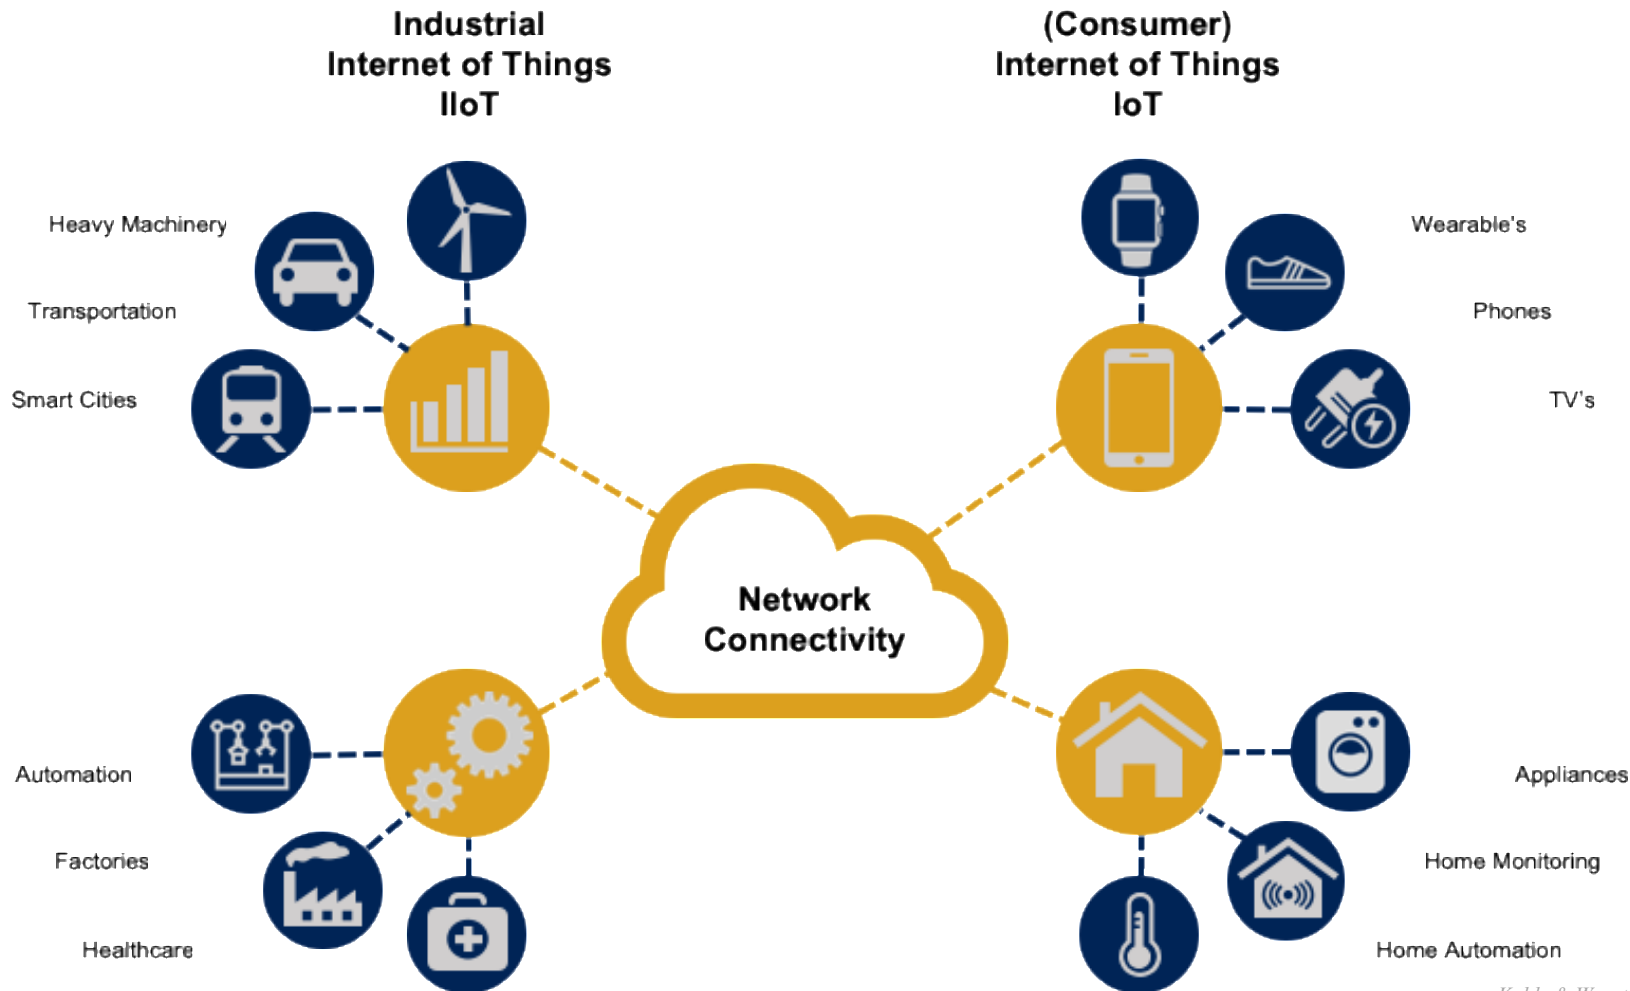 Industrial
Internet of Things
IIoT
(Consumer)
Internet of Things
IoT
Heavy Machinery
Transportation
Smart Cities
Wearable's
Phones
TV's
Network
Connectivity
Automation
Factories
Healthcare
Appliances
Home Monitoring
Home Automation